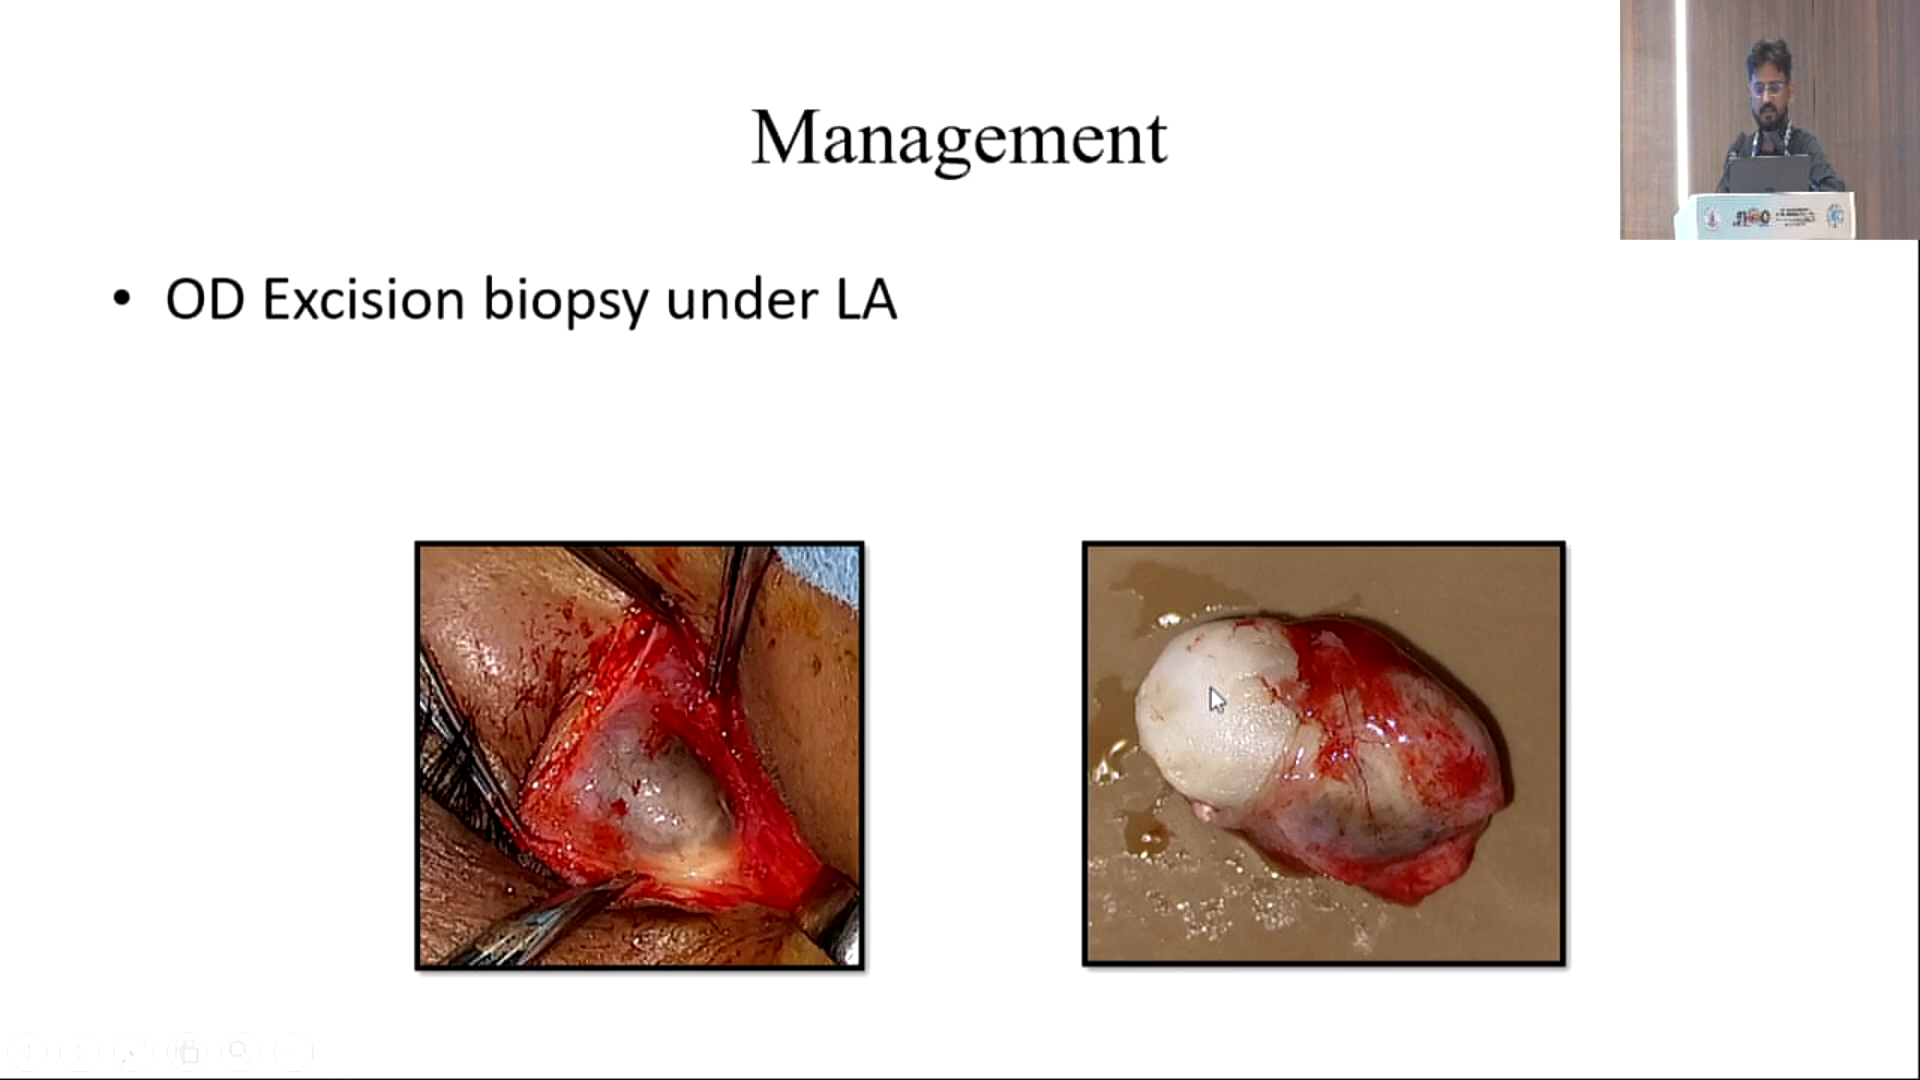 Management
• OD Excision biopsy under LA